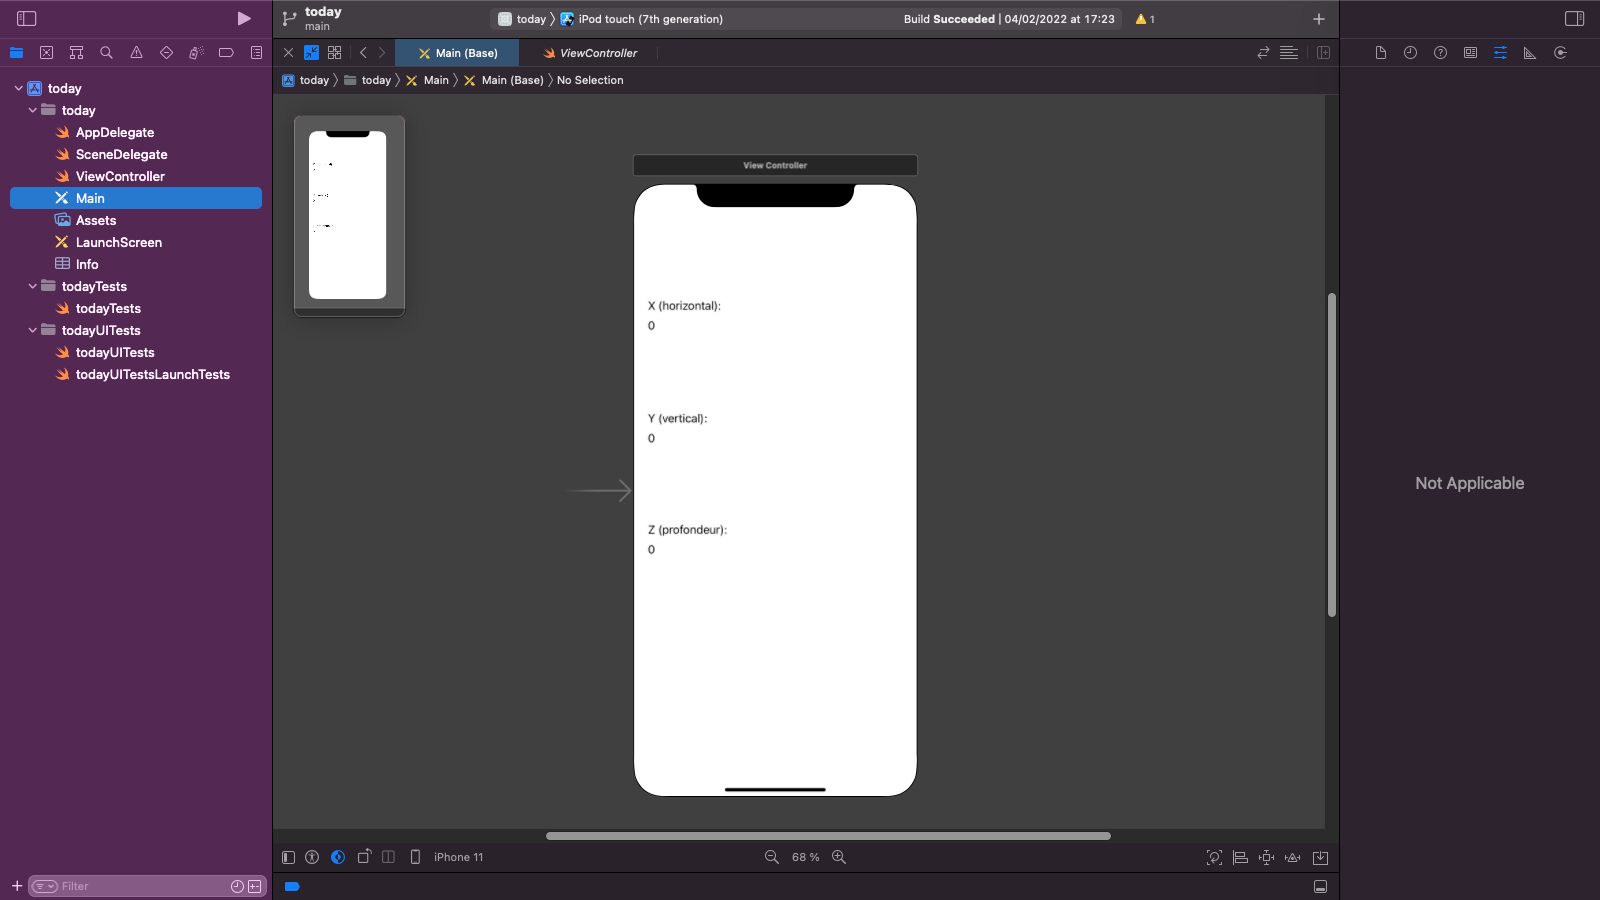 today
main
today
iPod touch (7th generation)
Build Succeeded | 04/02/2022 at 17:23
1
Main (Base)
ViewController
today
today
Main
Main (Base)
No Selection
today
today
AppDelegate
SceneDelegate
ViewController
Main
Assets
LaunchScreen
Info
todayTests
todayTests
todayUITests
todayUITests
todayUITestsLaunchTests
View Controller
X (horizontal):
0
Y (vertical):
0
Z (profondeur):
0
Not Applicable
iPhone 11
68 %
Filter